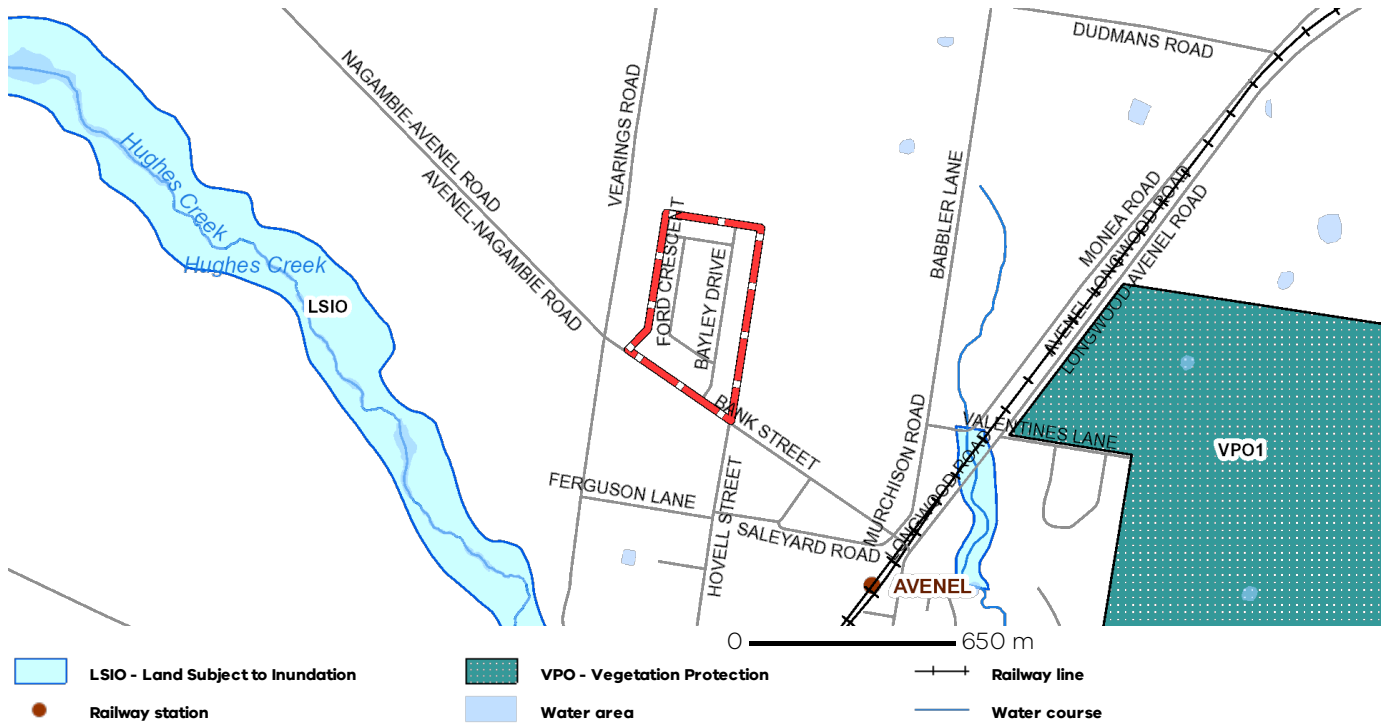 DUDMANS ROAD
NAGAMBIE-AVENEL ROAD
AVENEL-NAGAMBIE ROAD
VEARINGS ROAD
BABBLER LANE
MONEA ROAD
AVENEL-LONGWOOD ROAD
LONGWOOD-AVENEL ROAD
Hughes Creek
Hughes Creek
LSIO
FORD CRESCENT
BAYLEY DRIVE
BANK STREET
MURCHISON ROAD
VALENTINES LANE
VPO1
FERGUSON LANE
HOVELL STREET
SALEYARD ROAD
LONGWOOD ROAD
AVENEL
0 650 m
LSIO - Land Subject to Inundation
VPO - Vegetation Protection
Railway line
Railway station
Water area
Water course